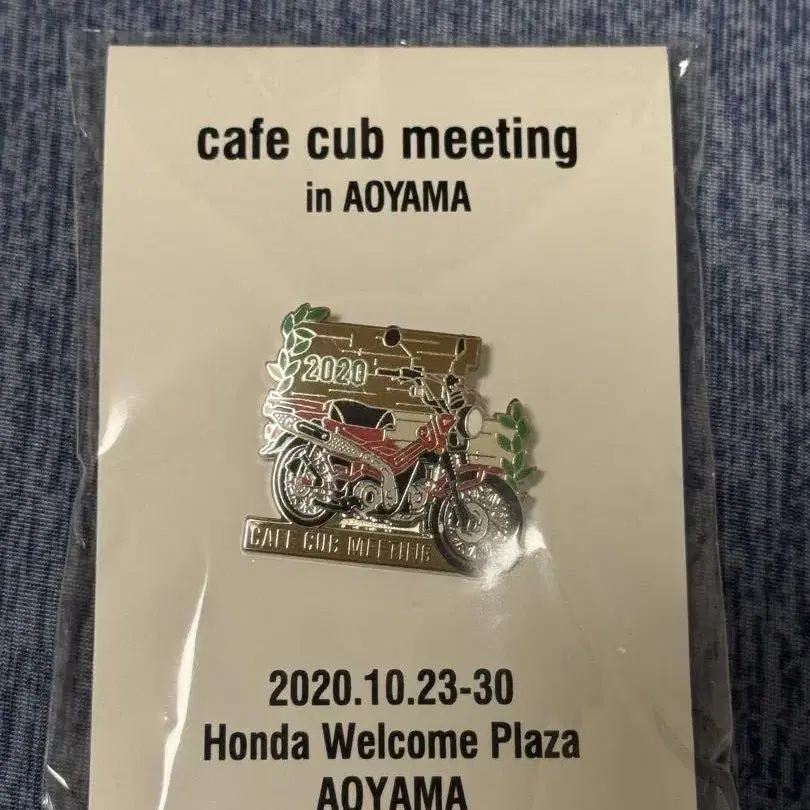 cafe cub meeting
in AOYAMA
2020
CAFE CUB MEETING
2020.10.23-30
Honda Welcome Plaza
AOYAMA